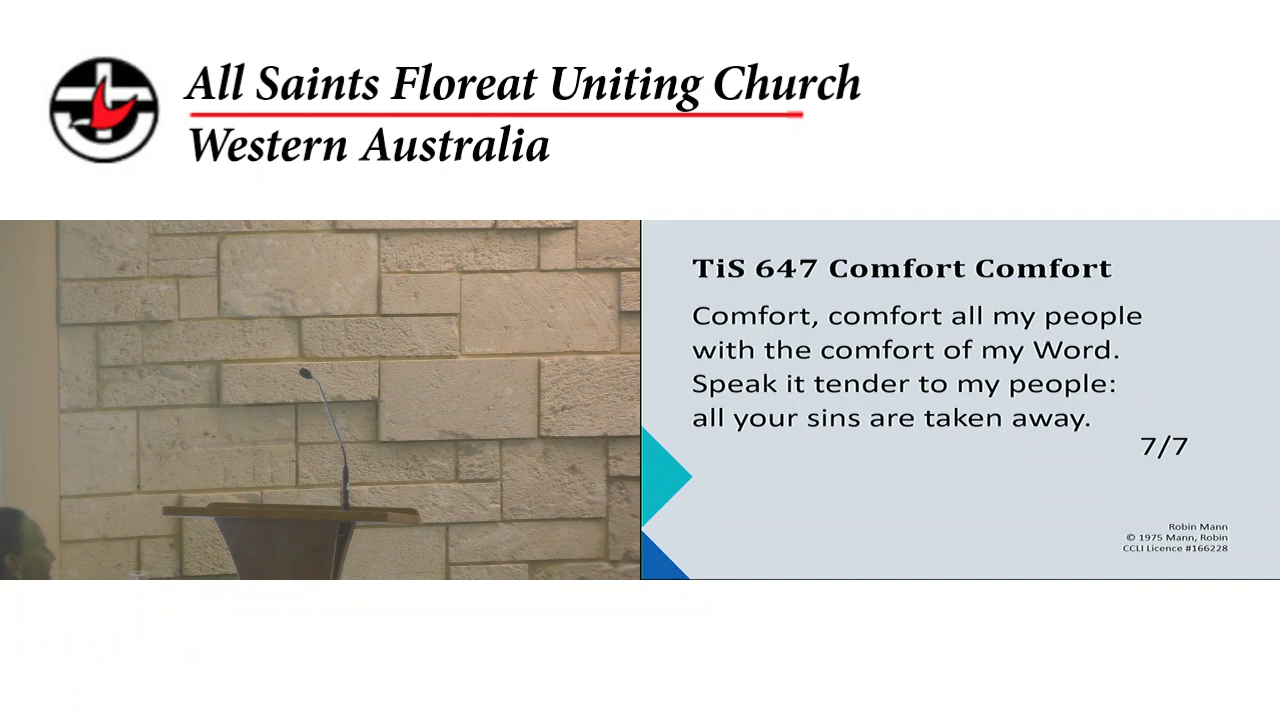 All Saints Floreat Uniting Church
Western Australia
TiS 647 Comfort Comfort
Comfort, comfort all my people
with the comfort of my Word.
Speak it tender to my people:
all your sins are taken away.
7/7
Robin Mann
© 1975 Mann, Robin
CCLI Licence #166228